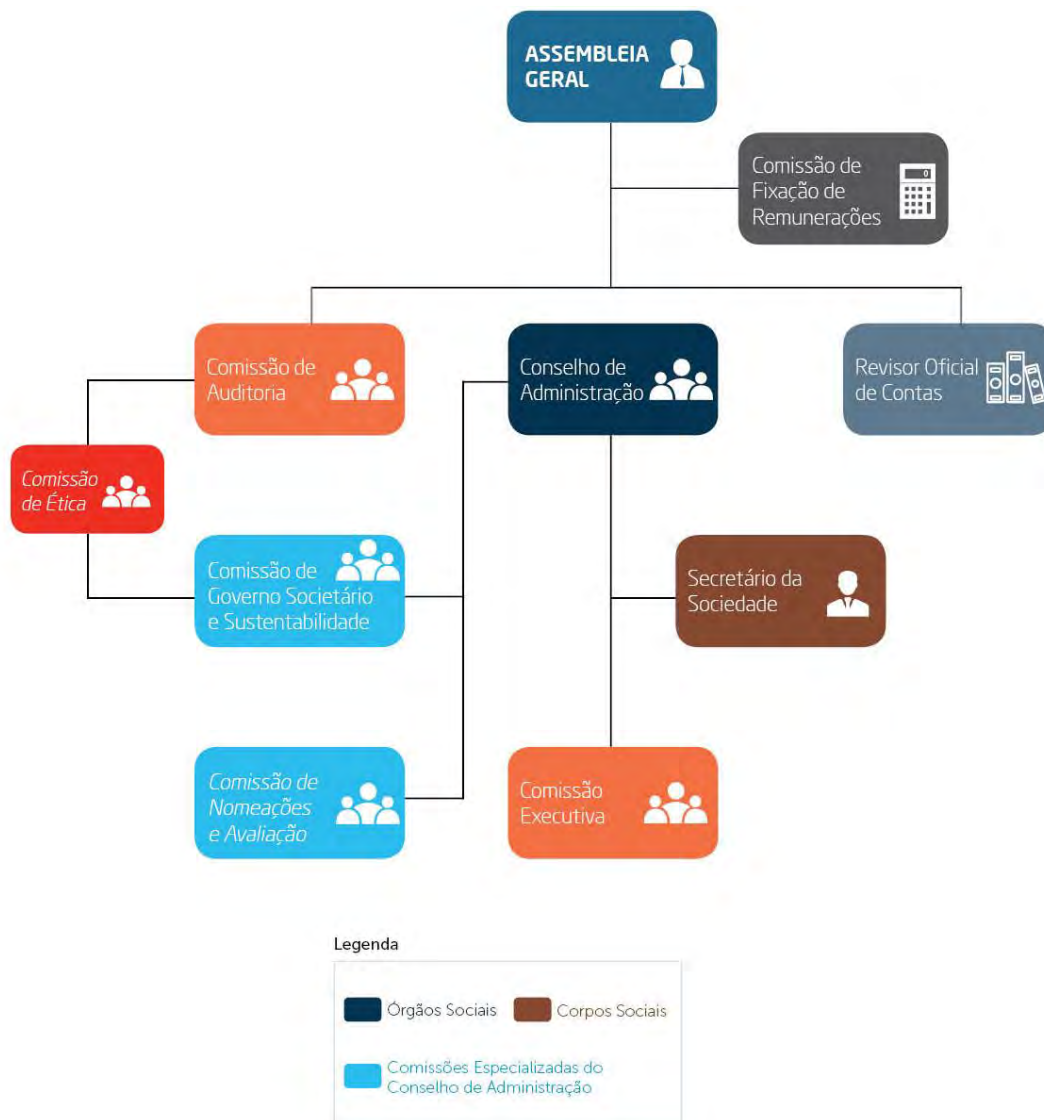 ASSEMBLEIA
GERAL
0
Comissão de
Fixação de
Remunerações
Comissão de
Auditoria
Conselho de
Administração
Revisor Oficial
de Contas
Comissão
de Ética
Comissão de
Governo Societário
e Sustentabilidade
Secretário da
Sociedade
Comissão de
Nomeações
e Avaliação
Comissão
Executiva
Legenda
Órgãos Sociais
Corpos Sociais
Comissões Especializadas do
Conselho de Administração